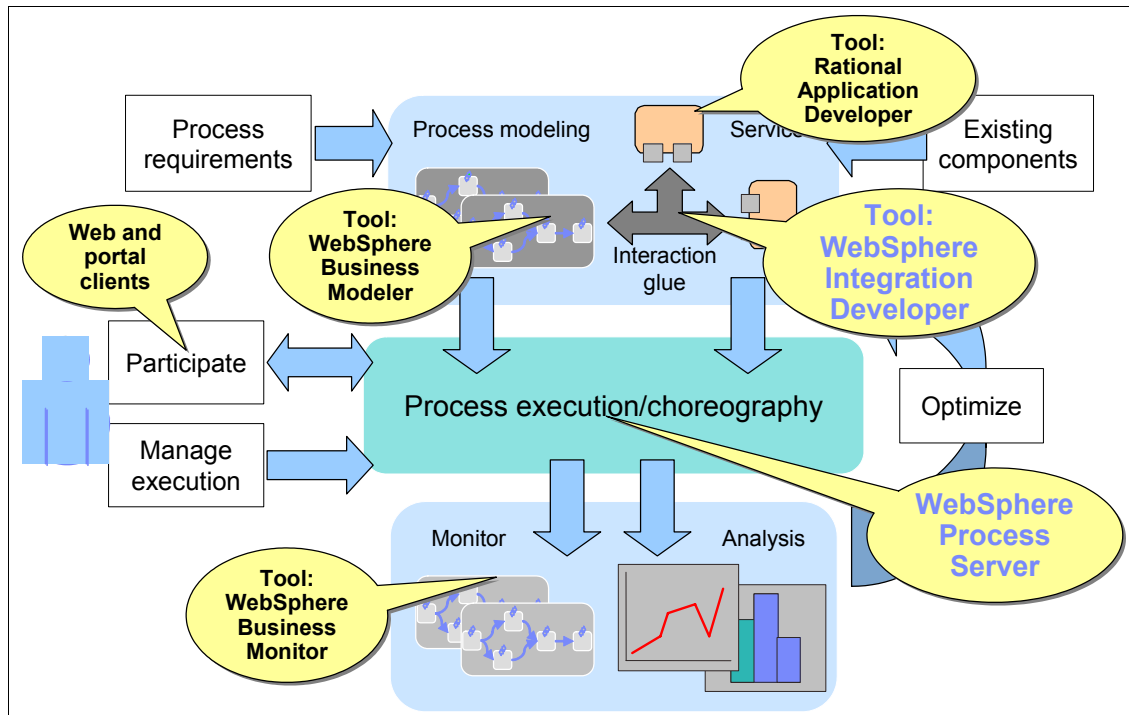 Tool:
Rational
Application
Developer
Process
requirements
Process modeling
Existing
components
Tool:
WebSphere
Business
Modeler
Interaction
glue
Tool:
WebSphere
Integration
Developer
Web and
portal
clients
Participate
Process execution/choreography
Optimize
Manage
execution
WebSphere
Process
Server
Monitor
Analysis
Tool:
WebSphere
Business
Monitor